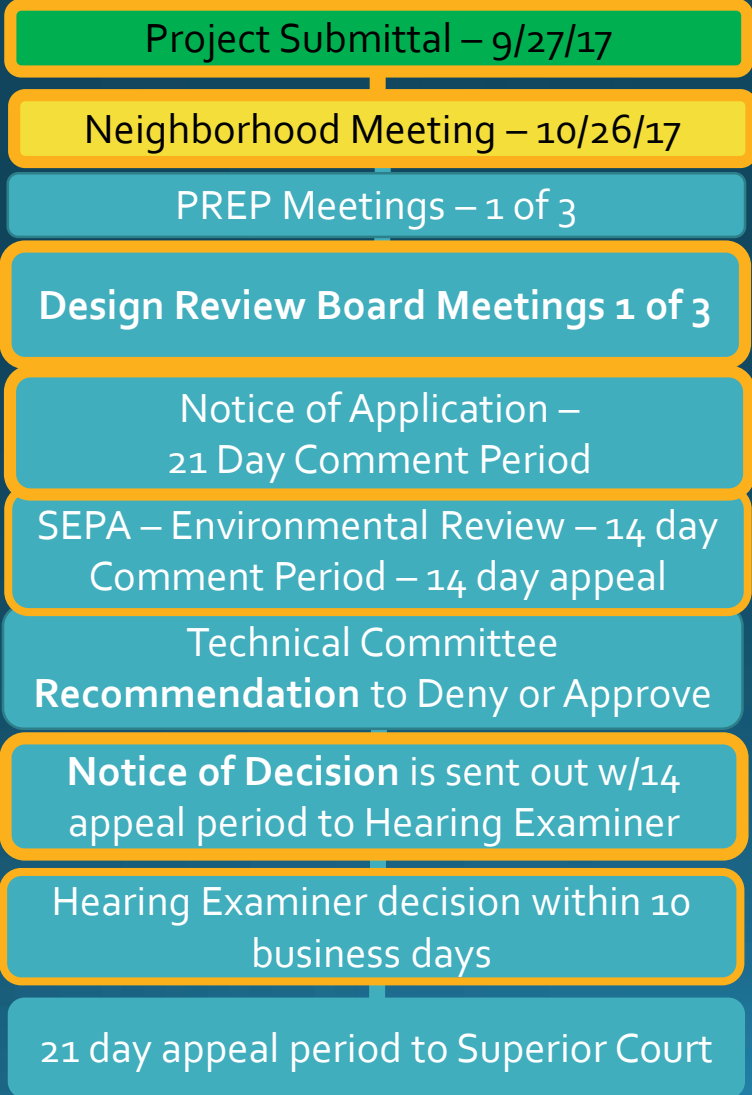 Project Submittal – 9/27/17
Neighborhood Meeting – 10/26/17
PREP Meetings – 1 of 3
Design Review Board Meetings 1 of 3
Notice of Application –
21 Day Comment Period
SEPA – Environmental Review – 14 day
Comment Period – 14 day appeal
Technical Committee
Recommendation to Deny or Approve
Notice of Decision is sent out w/14
appeal period to Hearing Examiner
Hearing Examiner decision within 10
business days
21 day appeal period to Superior Court